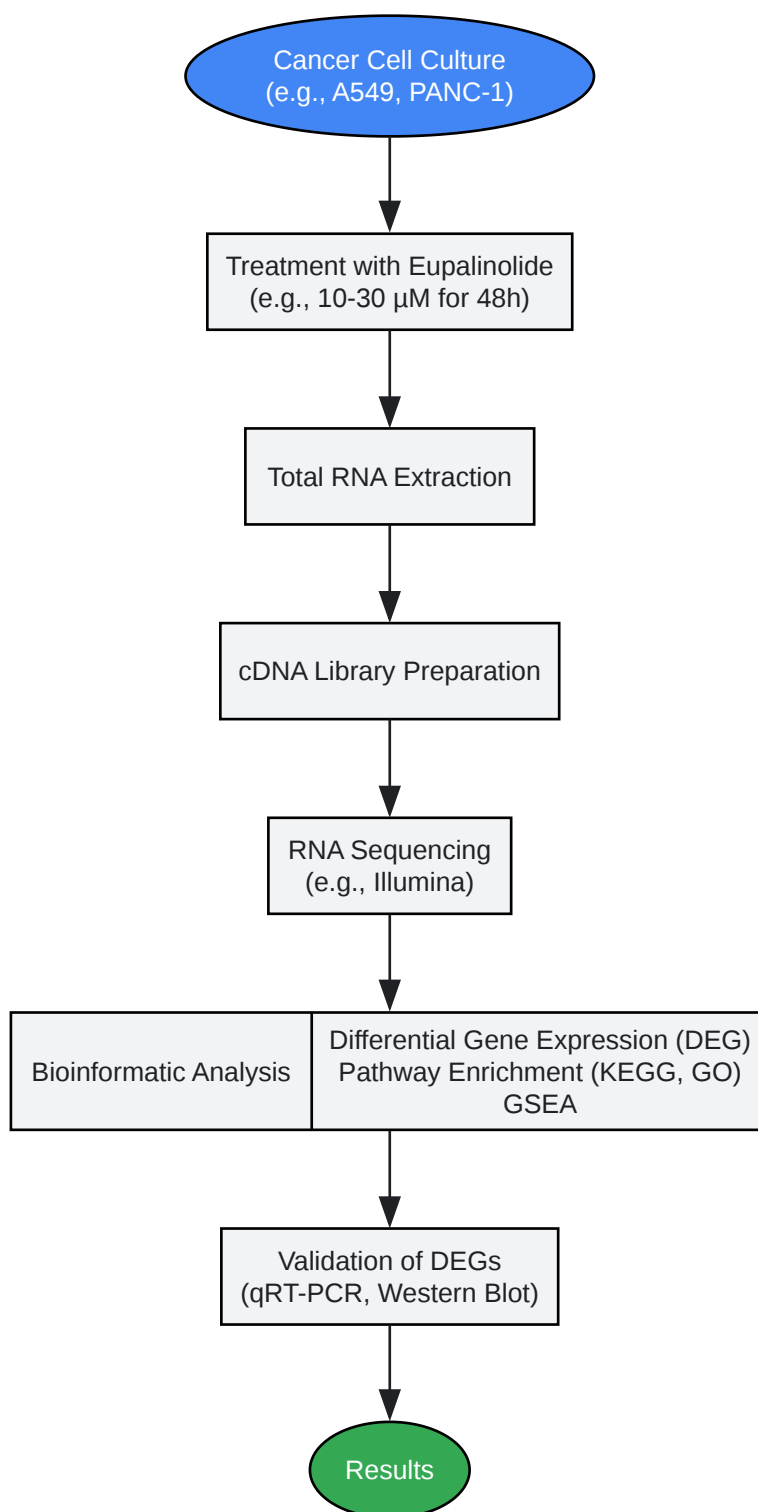 Cancer Cell Culture
(e.g., A549, PANC-1)
Treatment with Eupalinolide
(e.g., 10-30 µM for 48h)
Total RNA Extraction
cDNA Library Preparation
RNA Sequencing
(e.g., Illumina)
Bioinformatic Analysis
Differential Gene Expression (DEG)
Pathway Enrichment (KEGG, GO)
GSEA
Validation of DEGs
(qRT-PCR, Western Blot)
Results